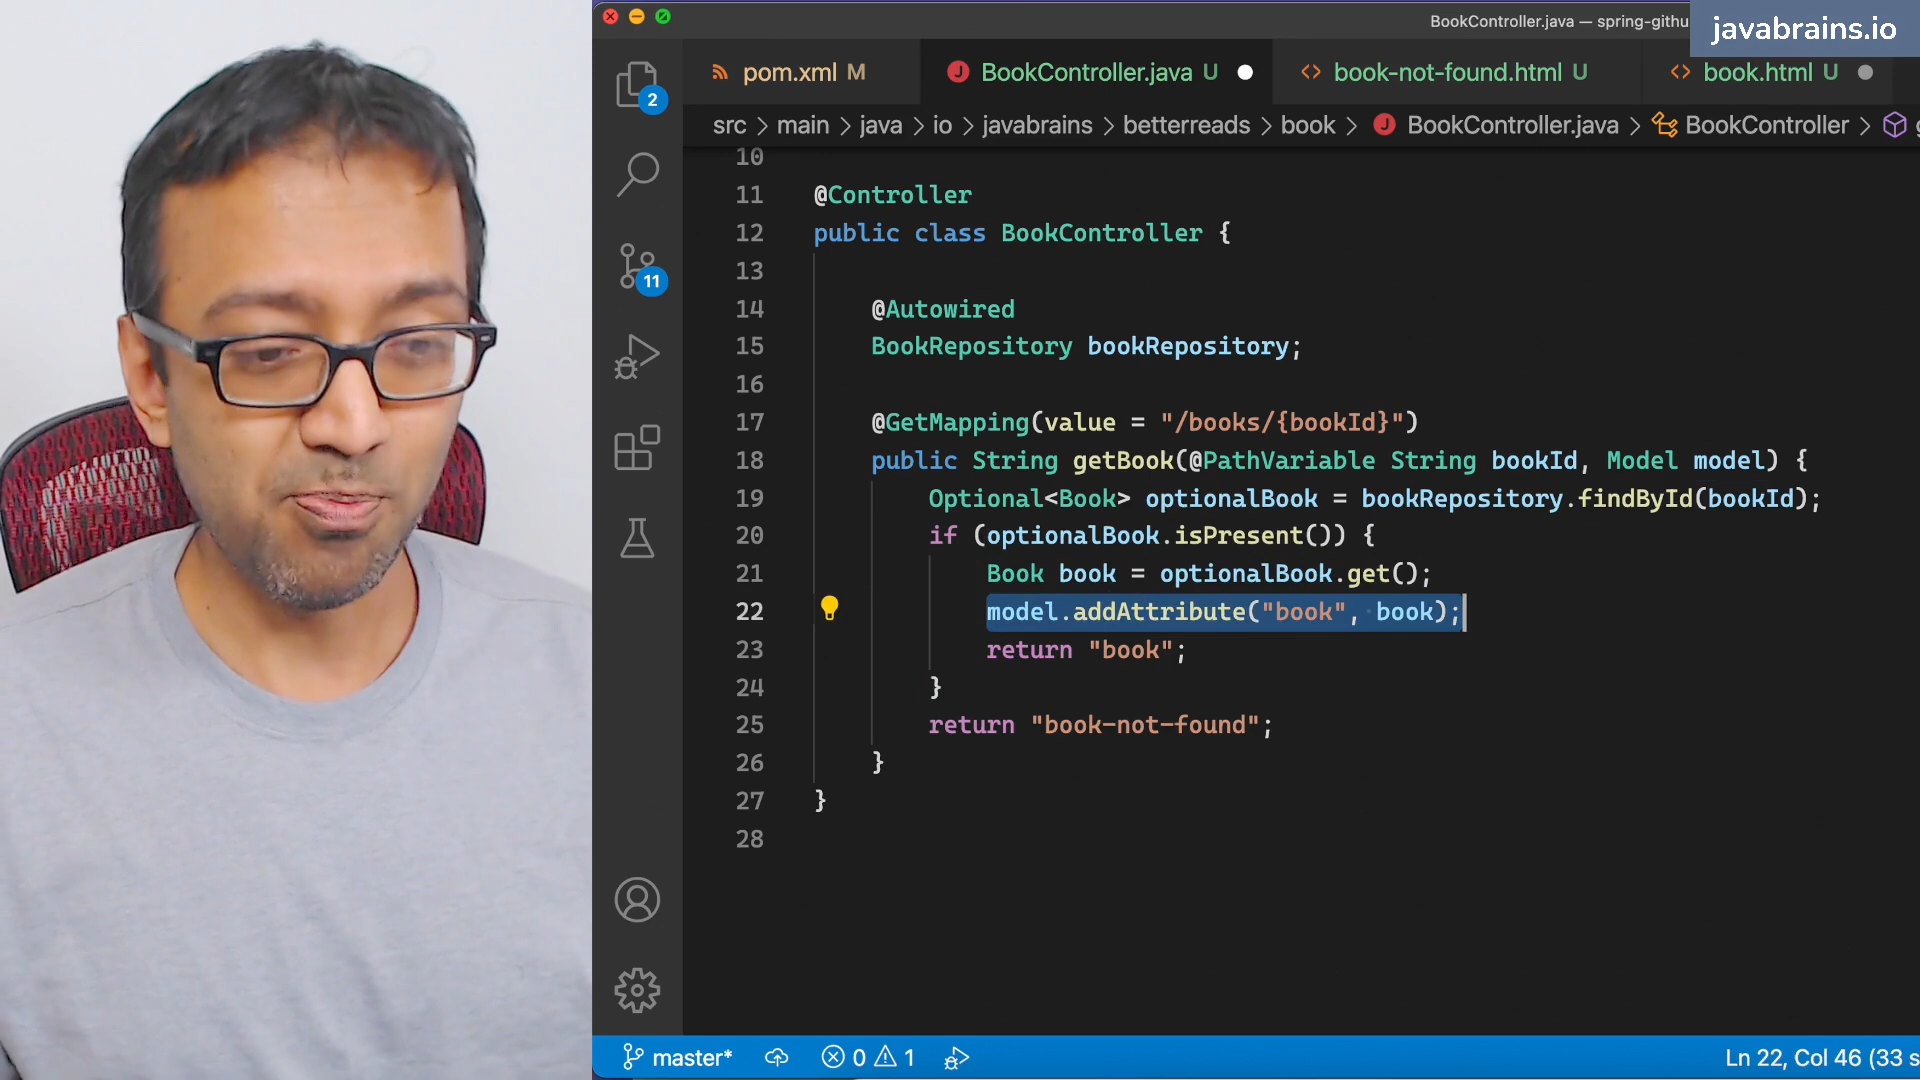 BookController.java — spring-githu
javabrains.io
pom.xml M
BookController.java U
book-not-found.html U
book.html U
src > main > java > io > javabrains > betterreads > book > BookController.java > BookController >
2
11
10
11 @Controller
12 public class BookController {
13
14 @Autowired
15 BookRepository bookRepository;
16
17 @GetMapping(value = "/books/{bookId}")
18 public String getBook(@PathVariable String bookId, Model model) {
19 Optional<Book> optionalBook = bookRepository.findById(bookId);
20 if (optionalBook.isPresent()) {
21 Book book = optionalBook.get();
22 model.addAttribute("book", book);
23 return "book";
24 }
25 return "book-not-found";
26 }
27 }
28
master* 0 1 Ln 22, Col 46 (33 s